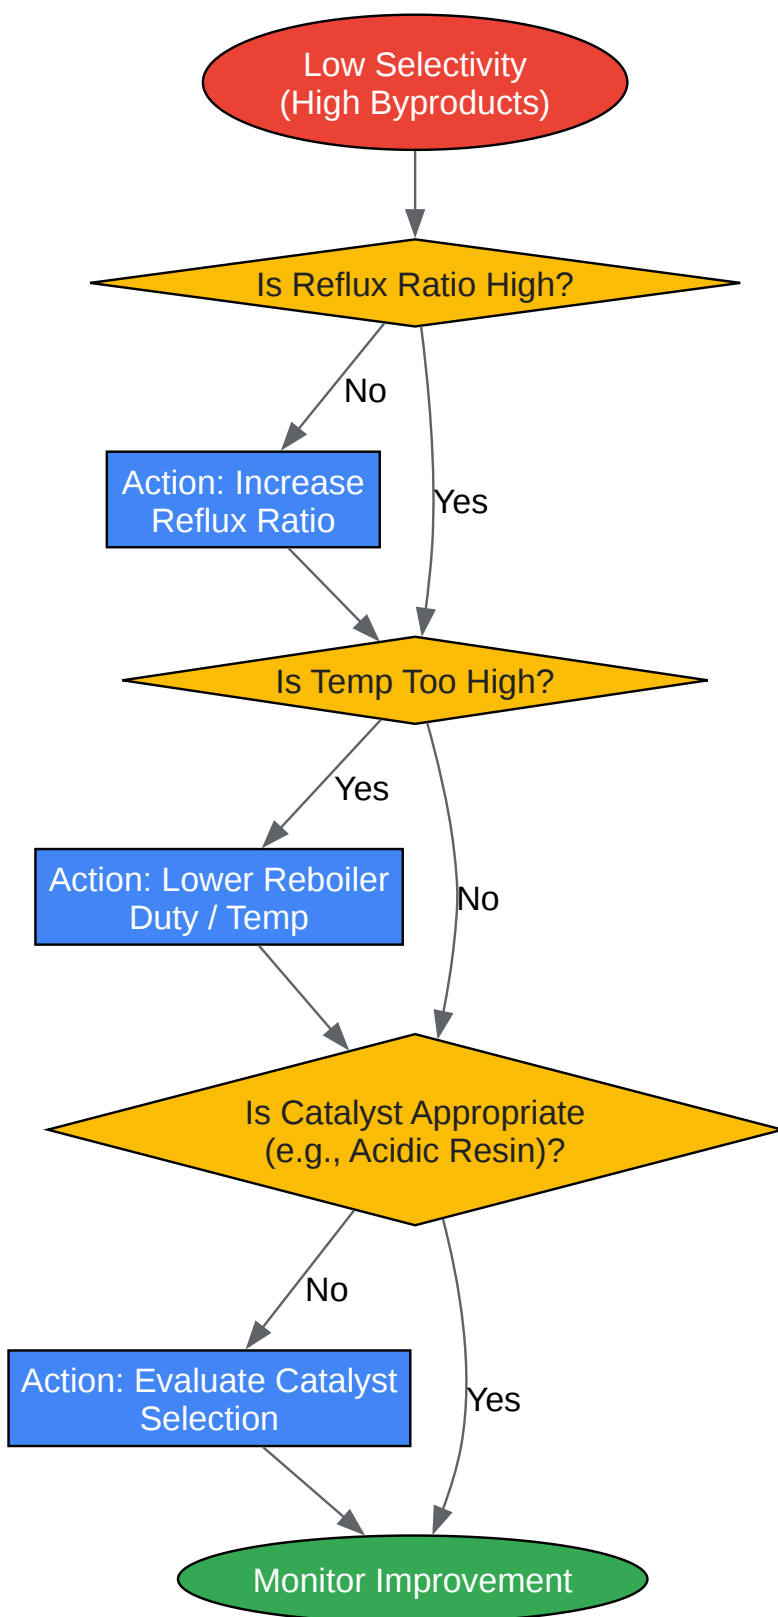 Low Selectivity
(High Byproducts)
Is Reflux Ratio High?
No
Action: Increase
Reflux Ratio
Yes
Is Temp Too High?
Yes
Action: Lower Reboiler
Duty / Temp
No
Is Catalyst Appropriate
(e.g., Acidic Resin)?
No
Action: Evaluate Catalyst
Selection
Yes
Monitor Improvement